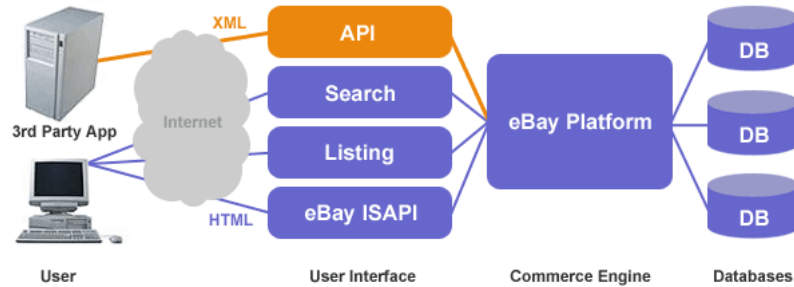 XML
API
DB
Search
3rd Party App
Internet
eBay Platform
Listing
DB
HTML
eBay ISAPI
DB
User
User Interface
Commerce Engine
Databases